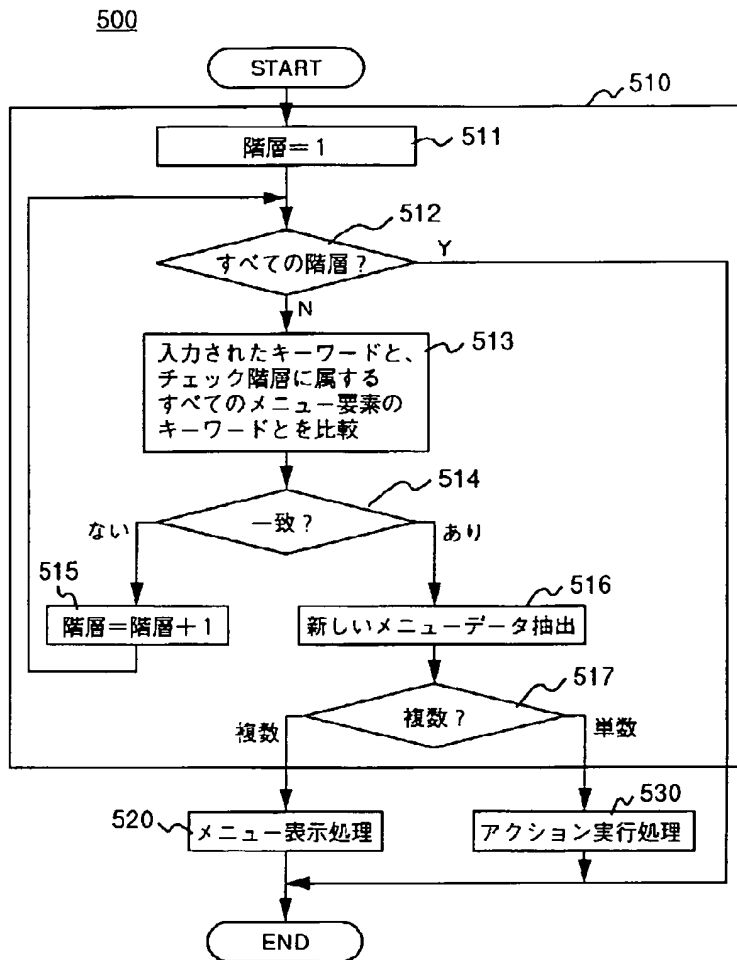 500
START
510
階層＝1
511
512
すべての階層？
Y
N
入力されたキーワードと、
チェック階層に属する
すべてのメニュー要素の
キーワードとを比較
513
514
一致？
ない
あり
515
階層＝階層＋1
516
新しいメニューデータ抽出
517
複数？
複数
単数
520
メニュー表示処理
530
アクション実行処理
END